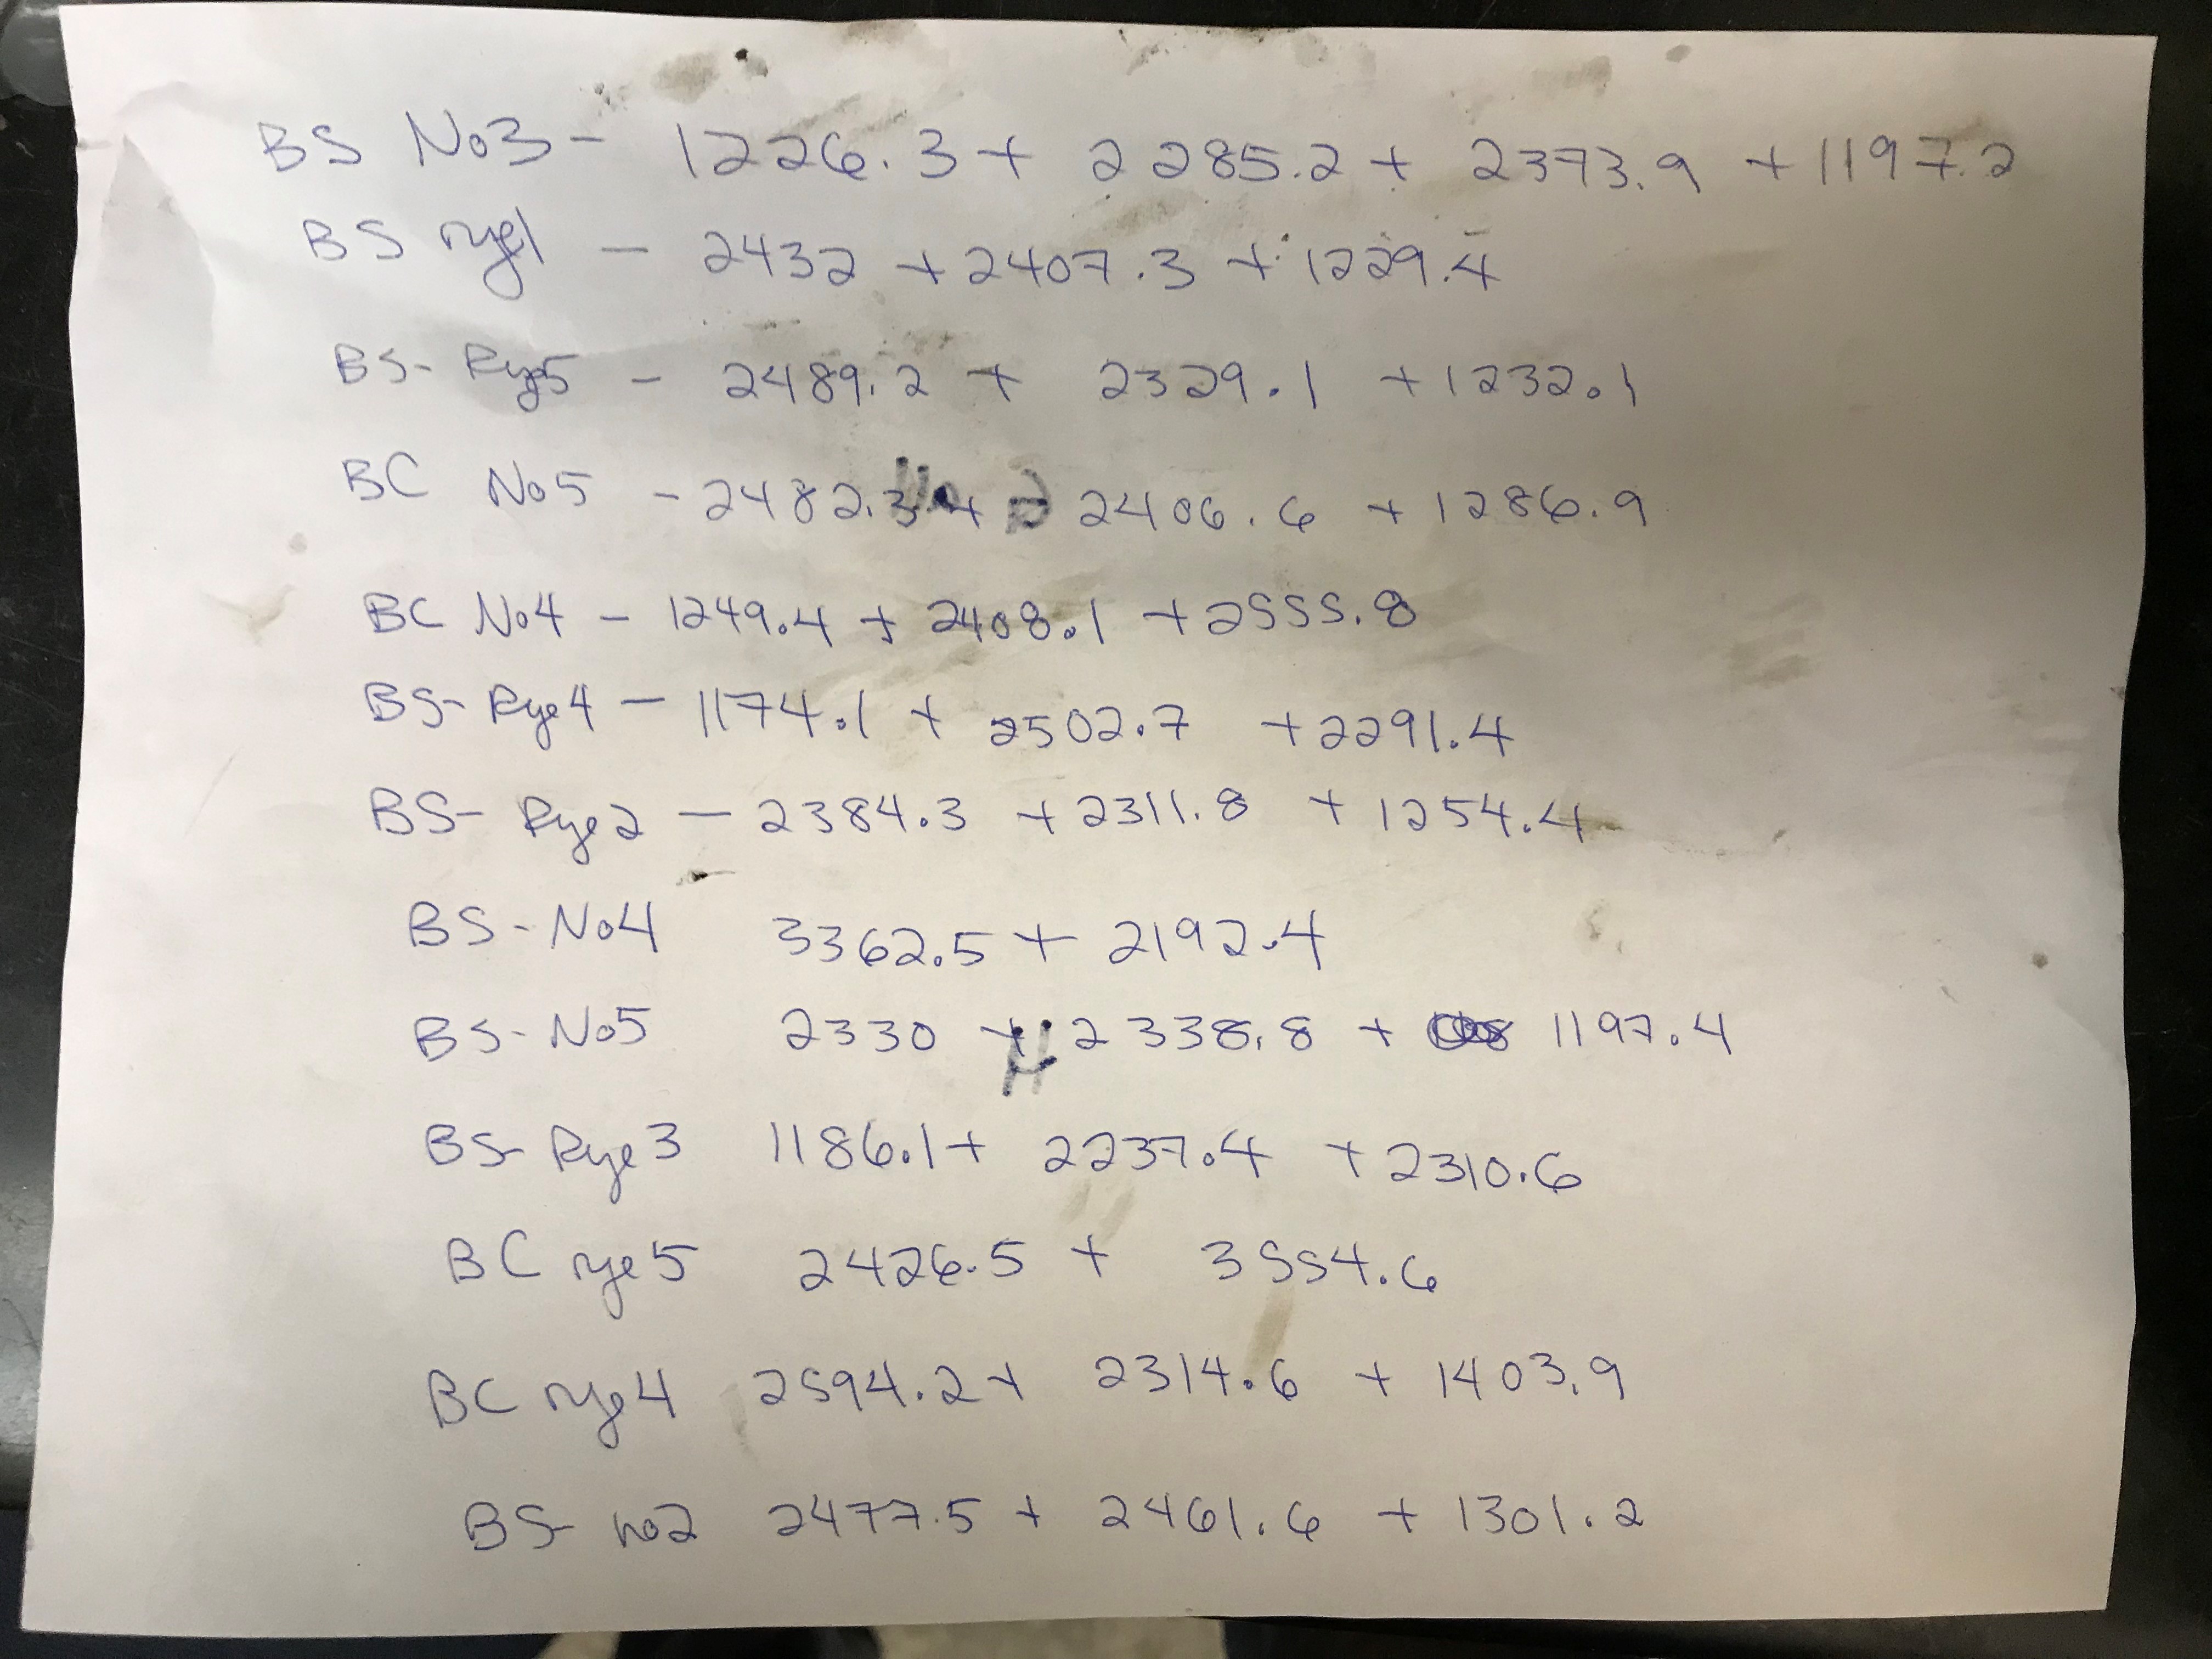 BS No3 - 1226.3 + 2285.2 + 2373.9 + 1197.2
BS rye1 - 2432 + 2407.3 + 1229.4
BS- Rye5 - 2489.2 + 2329.1 + 1232.1
BC No5 - 2482.3 + 2406.6 + 1286.9
BC No4 - 1249.4 + 2408.1 + 2555.8
BS- Rye4 - 1174.1 + 2502.7 + 2291.4
BS- Rye2 - 2384.3 + 2311.8 + 1254.4
BS-No4 3362.5 + 2192.4
BS-No5 2330 + 2338.8 + 1197.4
BS- Rye3 1186.1 + 2237.4 + 2310.6
BC rye5 2426.5 + 3554.6
BC rye4 2594.2 + 2314.6 + 1403.9
BS- no2 2477.5 + 2461.6 + 1301.2